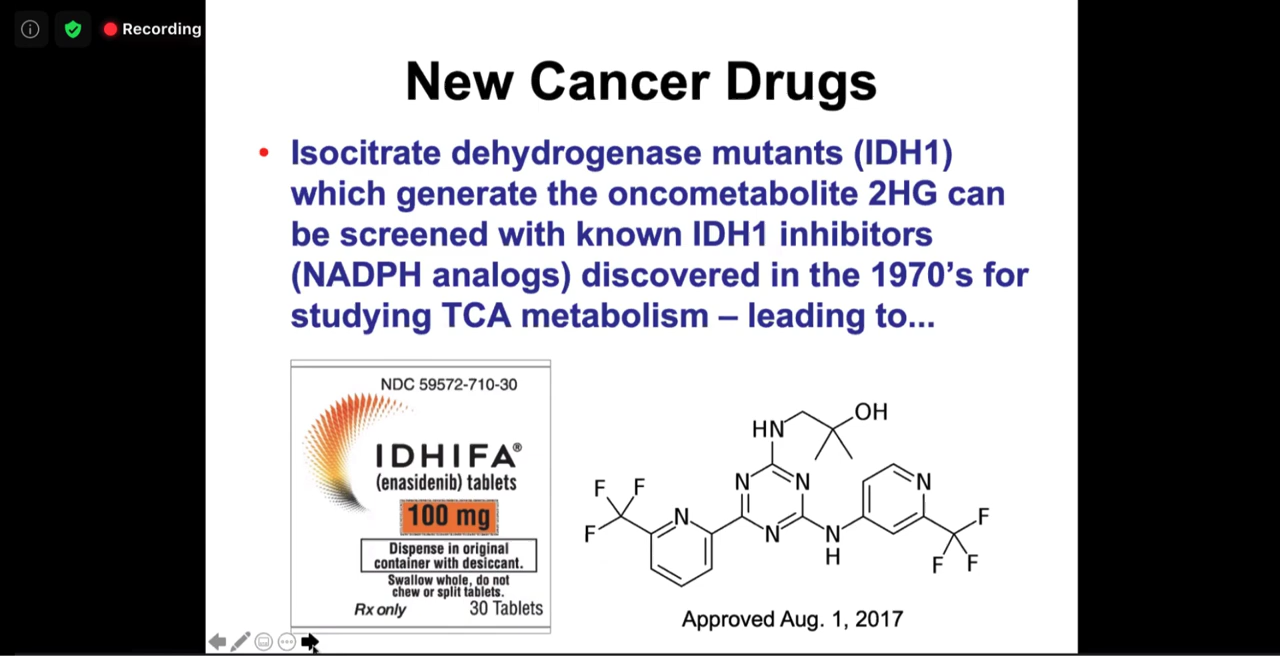 Recording
New Cancer Drugs
• Isocitrate dehydrogenase mutants (IDH1)
which generate the oncometabolite 2HG can
be screened with known IDH1 inhibitors
(NADPH analogs) discovered in the 1970’s for
studying TCA metabolism – leading to...
NDC 59572-710-30
IDHIFA®
(enasidenib) tablets
100 mg
Dispense in original
container with desiccant.
Swallow whole, do not
chew or split tablets.
Rx only 30 Tablets
HN OH
F F N N N
F N N N F
H F F
Approved Aug. 1, 2017